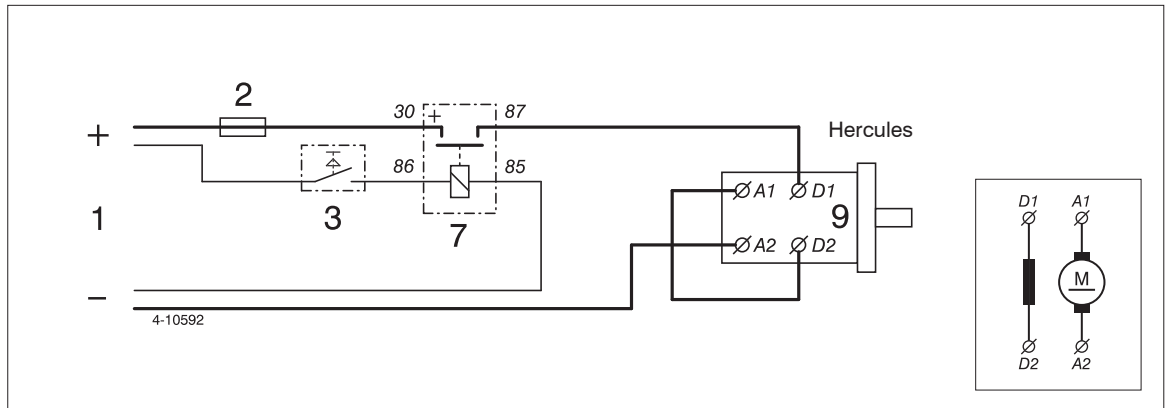 2
30 + 87
Hercules
+
86 85
A1 D1
D1 A1
1
3
7
9
A2 D2
M
−
4-10592
D2 A2